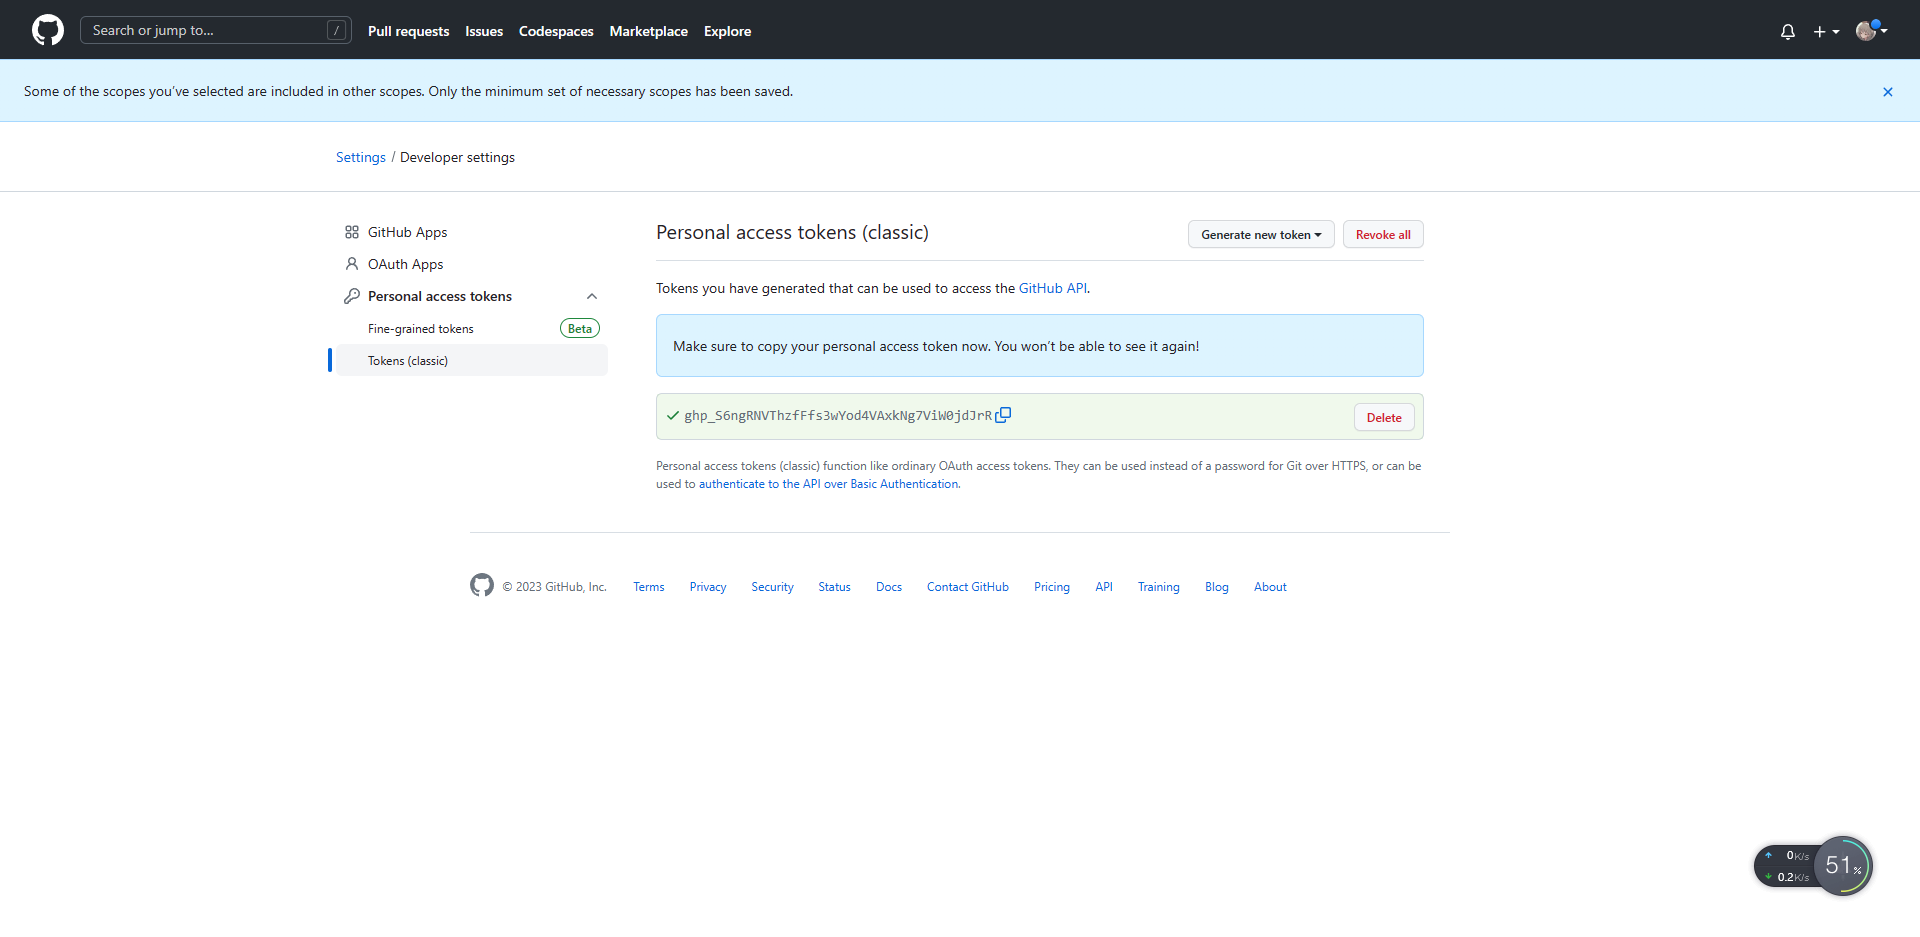 Search or jump to... /
Pull requests Issues Codespaces Marketplace Explore
Some of the scopes you've selected are included in other scopes. Only the minimum set of necessary scopes has been saved.
Settings / Developer settings
GitHub Apps
OAuth Apps
Personal access tokens
Fine-grained tokens Beta
Tokens (classic)
Personal access tokens (classic)
Generate new token Revoke all
Tokens you have generated that can be used to access the GitHub API.
Make sure to copy your personal access token now. You won't be able to see it again!
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 Delete
Personal access tokens (classic) function like ordinary OAuth access tokens. They can be used instead of a password for Git over HTTPS, or can be
used to authenticate to the API over Basic Authentication.
© 2023 GitHub, Inc. Terms Privacy Security Status Docs Contact GitHub Pricing API Training Blog About
0K/s
0.2K/s
51%